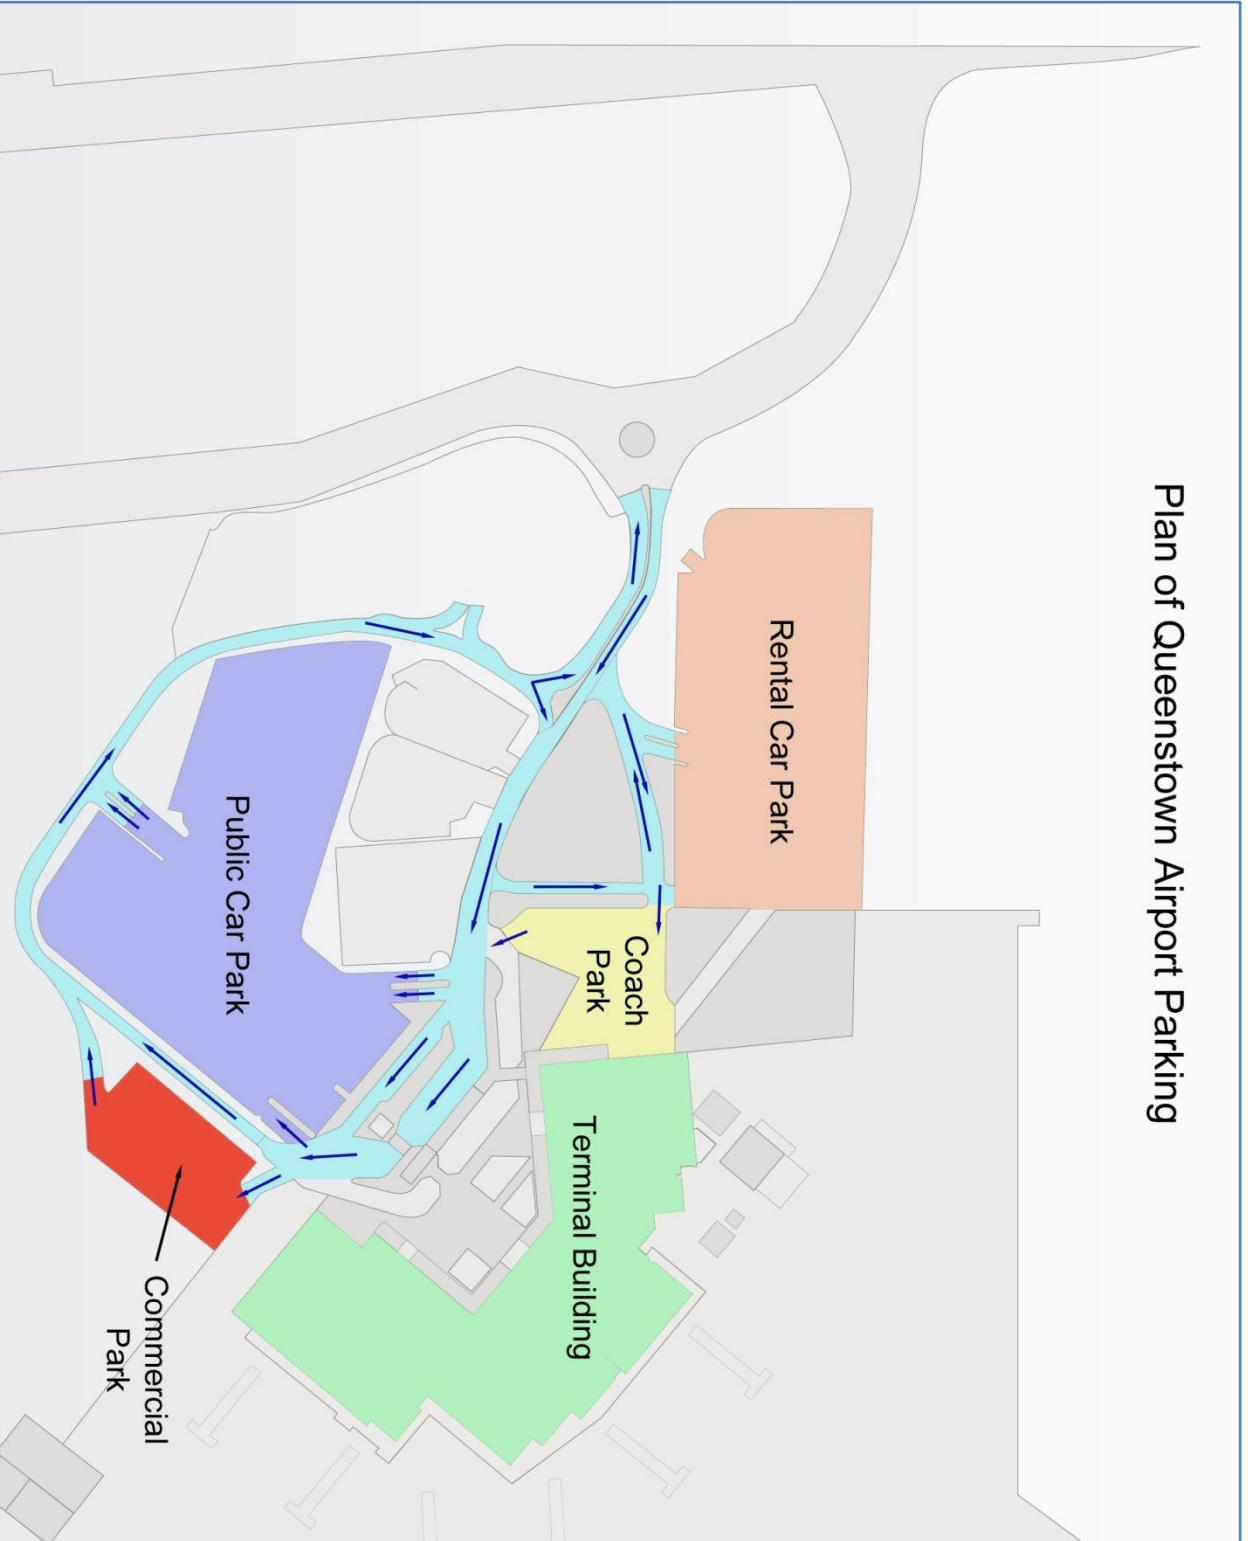 Plan of Queenstown Airport Parking
Rental Car Park
Coach
Park
Terminal Building
Public Car Park
Commercial
Park